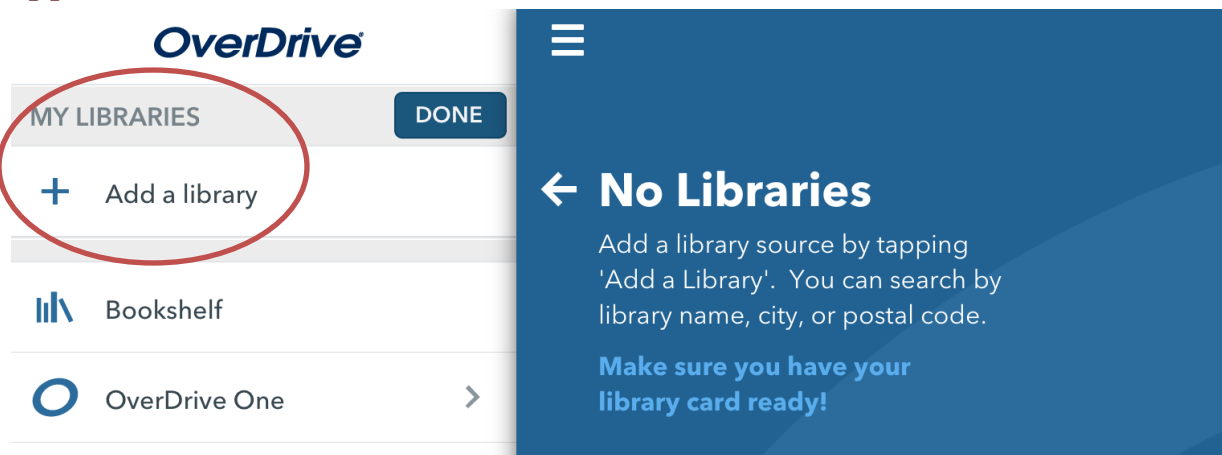 OverDrive
MY LIBRARIES
DONE
Add a library
Bookshelf
OverDrive One
No Libraries
Add a library source by tapping
'Add a Library'.  You can search by
library name, city, or postal code.
Make sure you have your
library card ready!